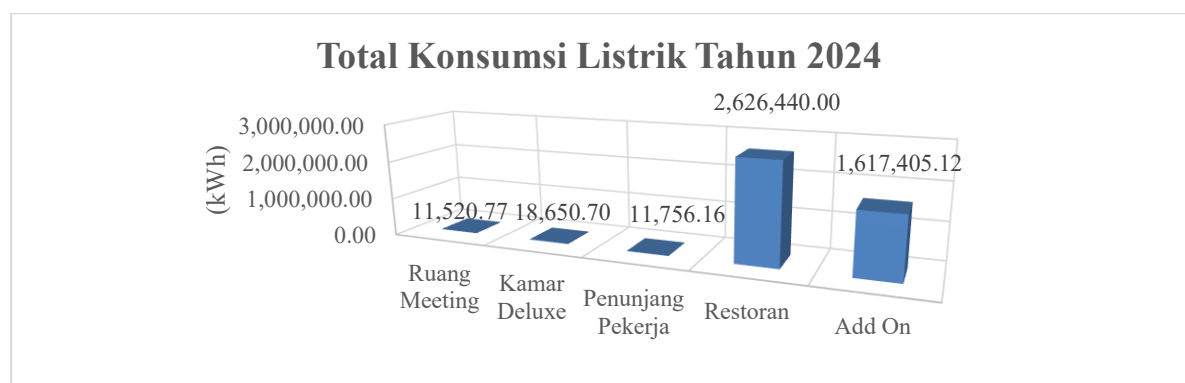 Total Konsumsi Listrik Tahun 2024
(kWh)
3,000,000.00
2,000,000.00
1,000,000.00
0.00
11,520.77
18,650.70
11,756.16
2,626,440.00
1,617,405.12
Ruang
Meeting
Kamar
Deluxe
Penunjang
Pekerja
Restoran
Add On